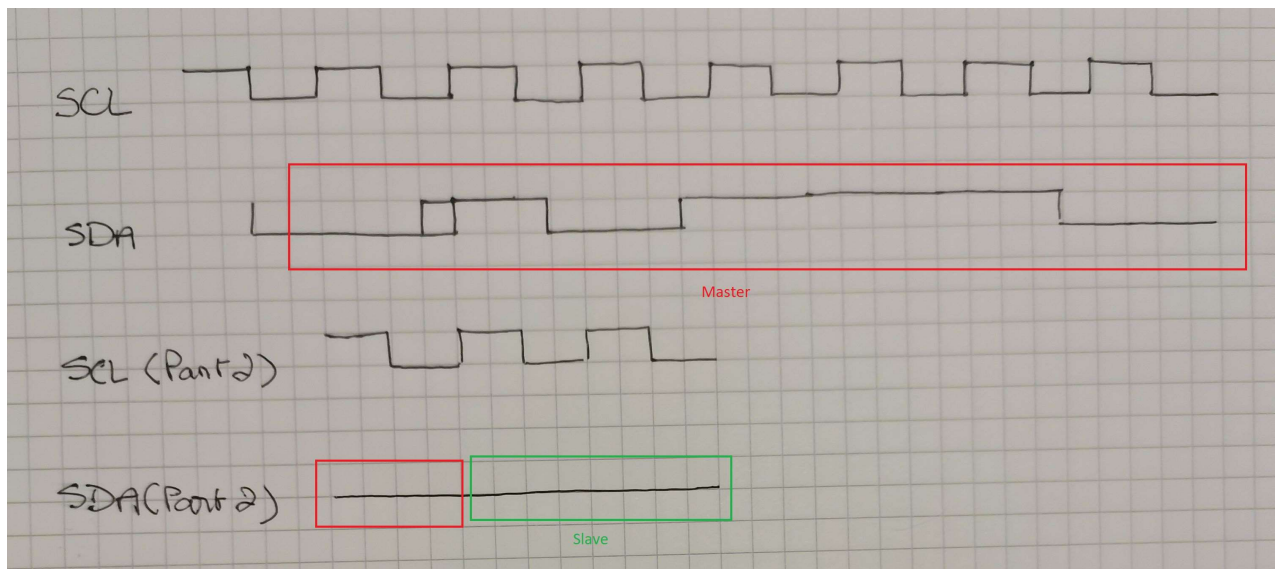 SCL
SDA
Master
SCL (Part 2)
SDA (Part 2)
Slave